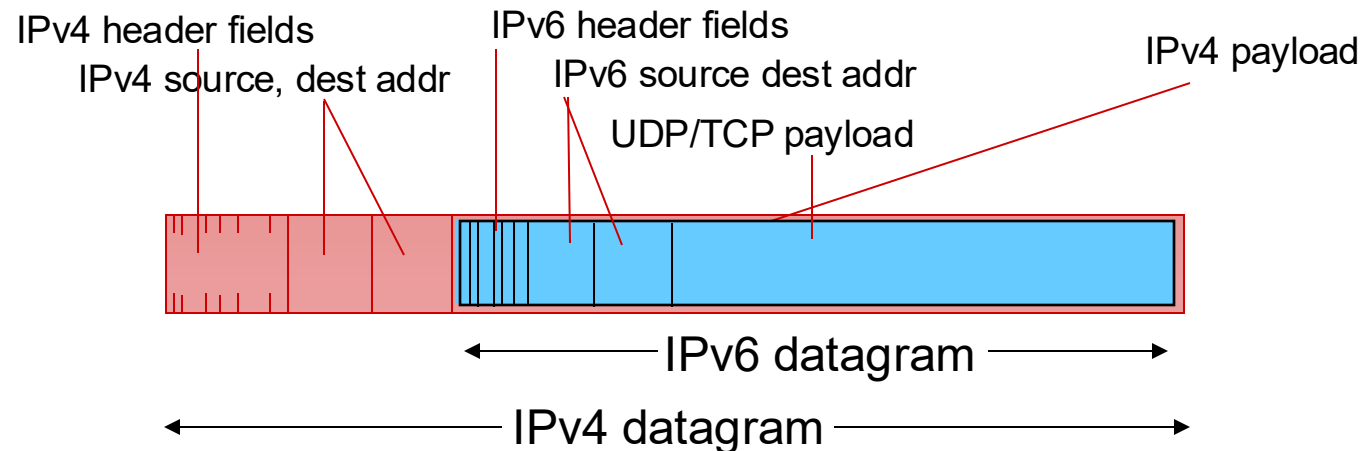 IPv4 header fields
IPv6 header fields
IPv4 payload
IPv4 source, dest addr
IPv6 source dest addr
UDP/TCP payload
IPv6 datagram
IPv4 datagram